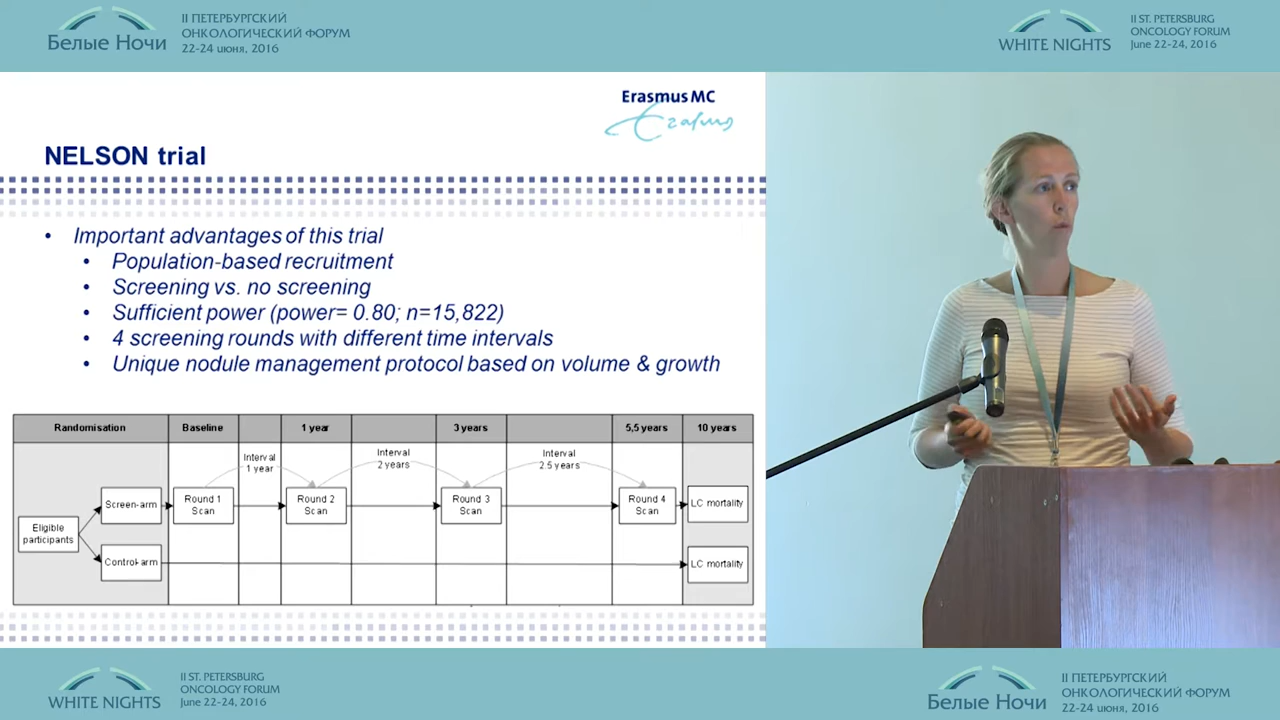 Белые Ночи
II ПЕТЕРБУРГСКИЙ
ОНКОЛОГИЧЕСКИЙ ФОРУМ
22-24 июня, 2016
WHITE NIGHTS
II ST. PETERSBURG
ONCOLOGY FORUM
June 22-24, 2016
Erasmus MC
Erasmus
NELSON trial
• Important advantages of this trial
• Population-based recruitment
• Screening vs. no screening
• Sufficient power (power= 0.80; n=15,822)
• 4 screening rounds with different time intervals
• Unique nodule management protocol based on volume & growth
Randomisation
Baseline
1 year
3 years
5,5 years
10 years
Interval
1 year
Interval
2 years
Interval
2.5 years
Eligible
participants
Screen-arm
Round 1
Scan
Round 2
Scan
Round 3
Scan
Round 4
Scan
LC mortality
Control-arm
LC mortality
WHITE NIGHTS
II ST. PETERSBURG
ONCOLOGY FORUM
June 22-24, 2016
Белые Ночи
II ПЕТЕРБУРГСКИЙ
ОНКОЛОГИЧЕСКИЙ ФОРУМ
22-24 июня, 2016